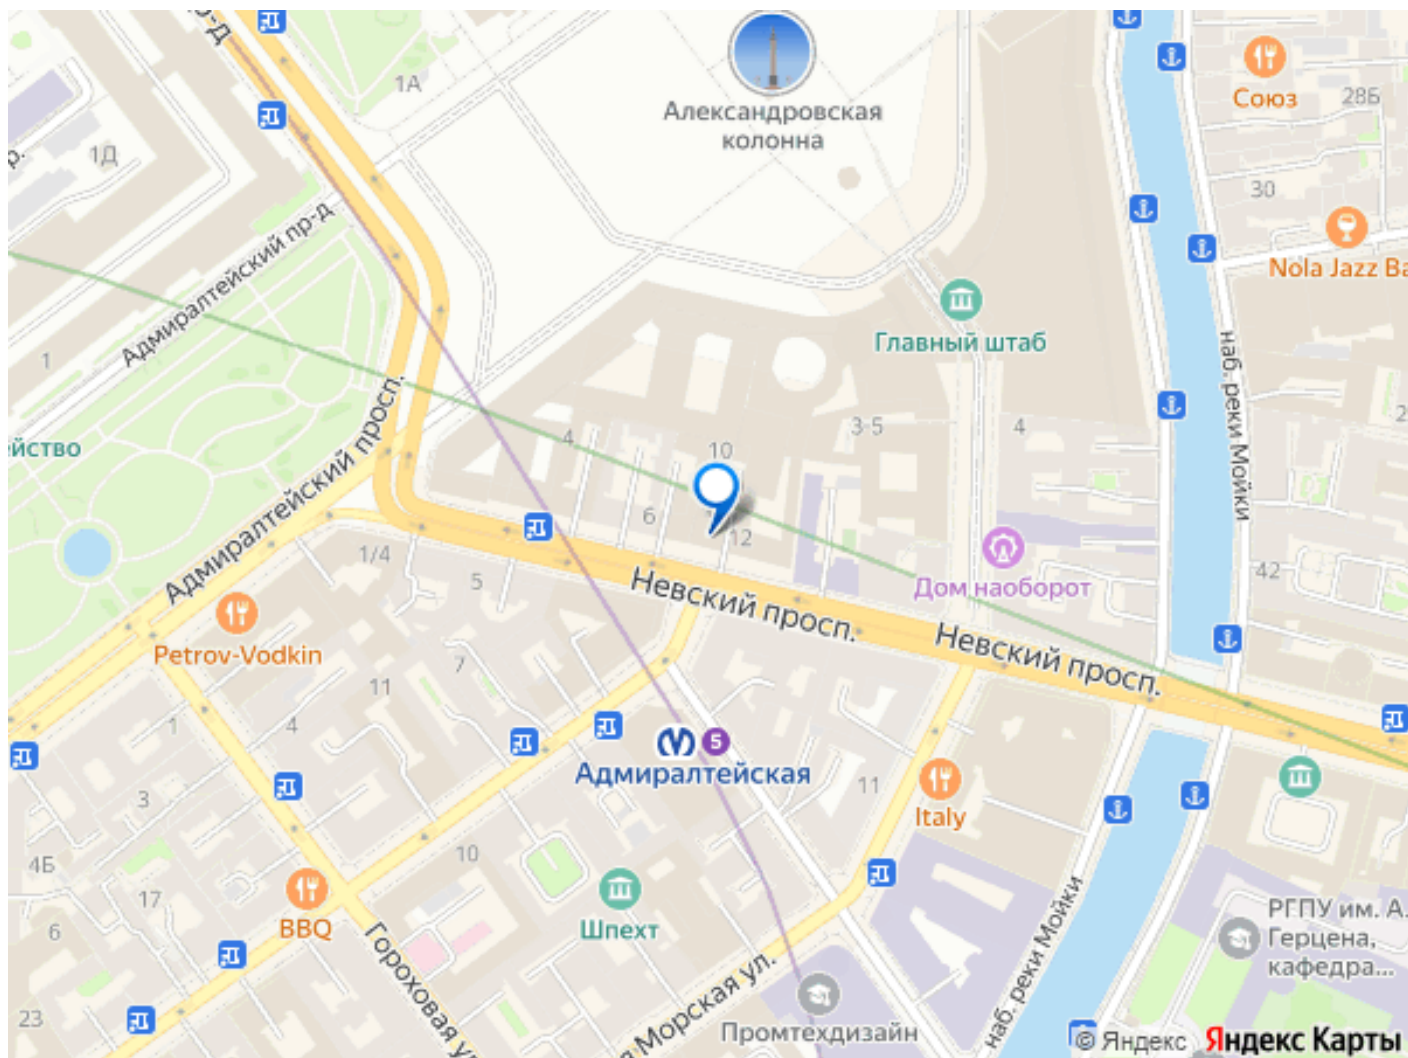 р-д
1А
Александровская
колонна
Союз
28Б
1Д
р.
30
Адмиралтейский пр-д
Nola Jazz Ba
Главный штаб
1
наб. реки Мойки
Адмиралтейский просп.
ейство
4
10
3-5
4
2
6
12
1/4
5
Дом наоборот
42
Невский просп.
Невский просп.
Petrov-Vodkin
7
11
1
4
5
Адмиралтейская
11
3
Italy
4Б
10
17
BBQ
6
Шпехт
Гороховая у
наб. реки Мойки
РГПУ им. А.
Герцена,
кафедра...
я Морская ул.
23
Промтехдизайн
© Яндекс Яндекс Карты